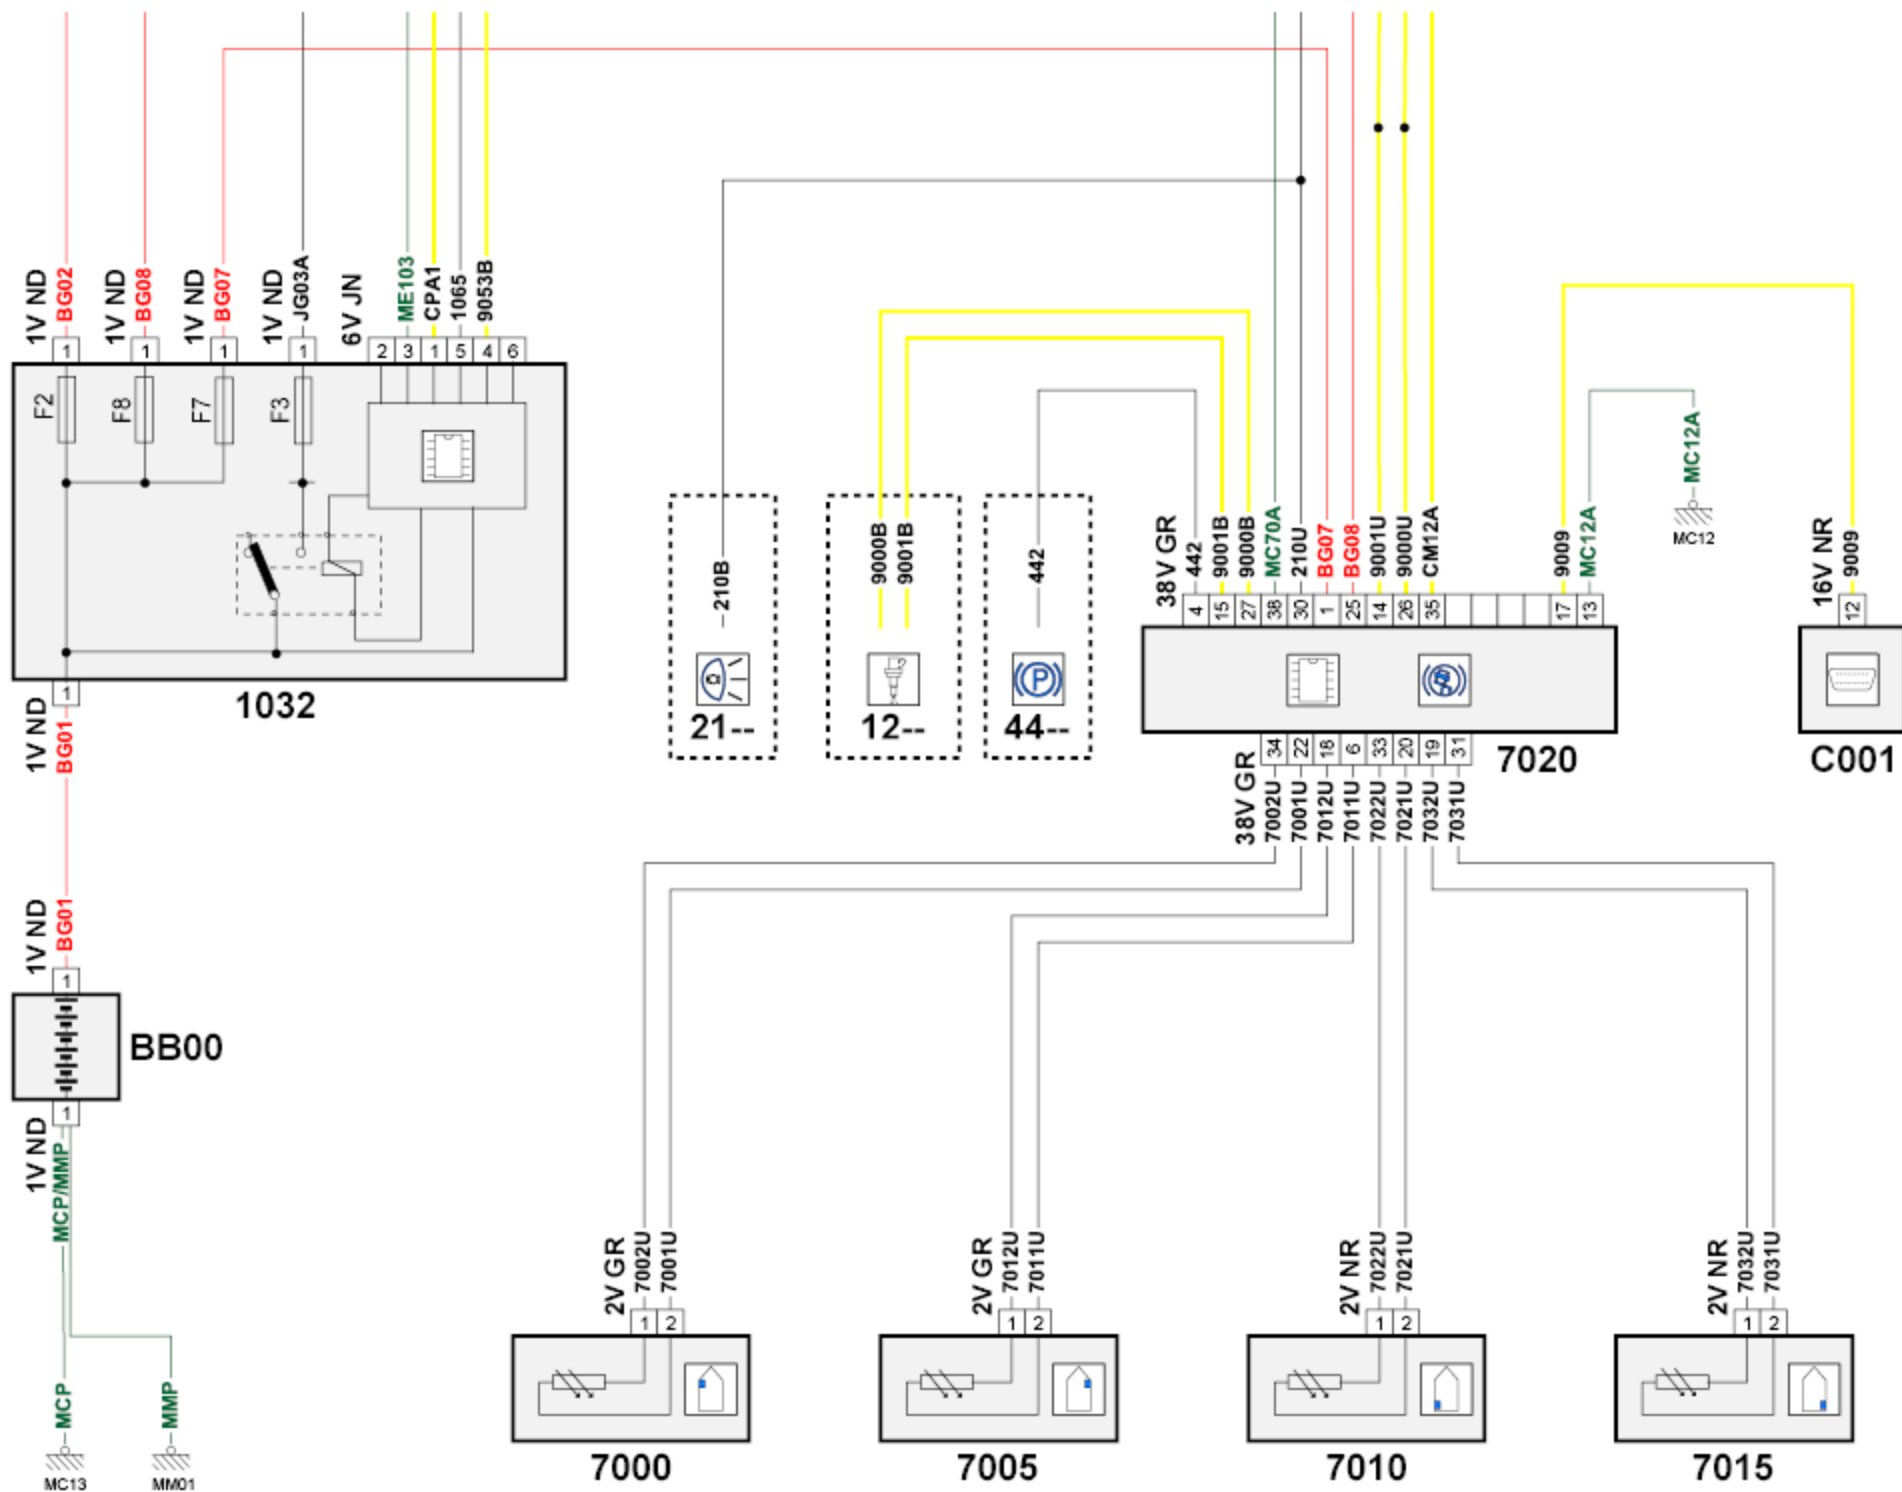 1V ND
BG02
1V ND
BG08
1V ND
BG07
1V ND
JG03A
6V JN
ME103
CPA1
1065
9053B
1
1
1
1
2 3 1 5 4 6
F2
F8
F7
F3
1
1032
1V ND
BG01
1V ND
BG01
1
BB00
1
1V ND
MCP/MMP
MCP
MMP
MC13
MM01
210B
21--
9000B
9001B
12--
442
44--
38V GR
442
9001B
9000B
MC70A
210U
BG07
BG08
9001U
9000U
CM12A
9009
MC12A
MC12A
MC12
4 15 27 38 30 1 25 14 26 35 17 13
P
7020
16V NR
9009
12
C001
34 22 18 6 33 20 19 31
38V GR
7002U
7001U
7012U
7011U
7022U
7021U
7032U
7031U
2V GR
7002U
7001U
1 2
7000
2V GR
7012U
7011U
1 2
7005
2V NR
7022U
7021U
1 2
7010
2V NR
7032U
7031U
1 2
7015